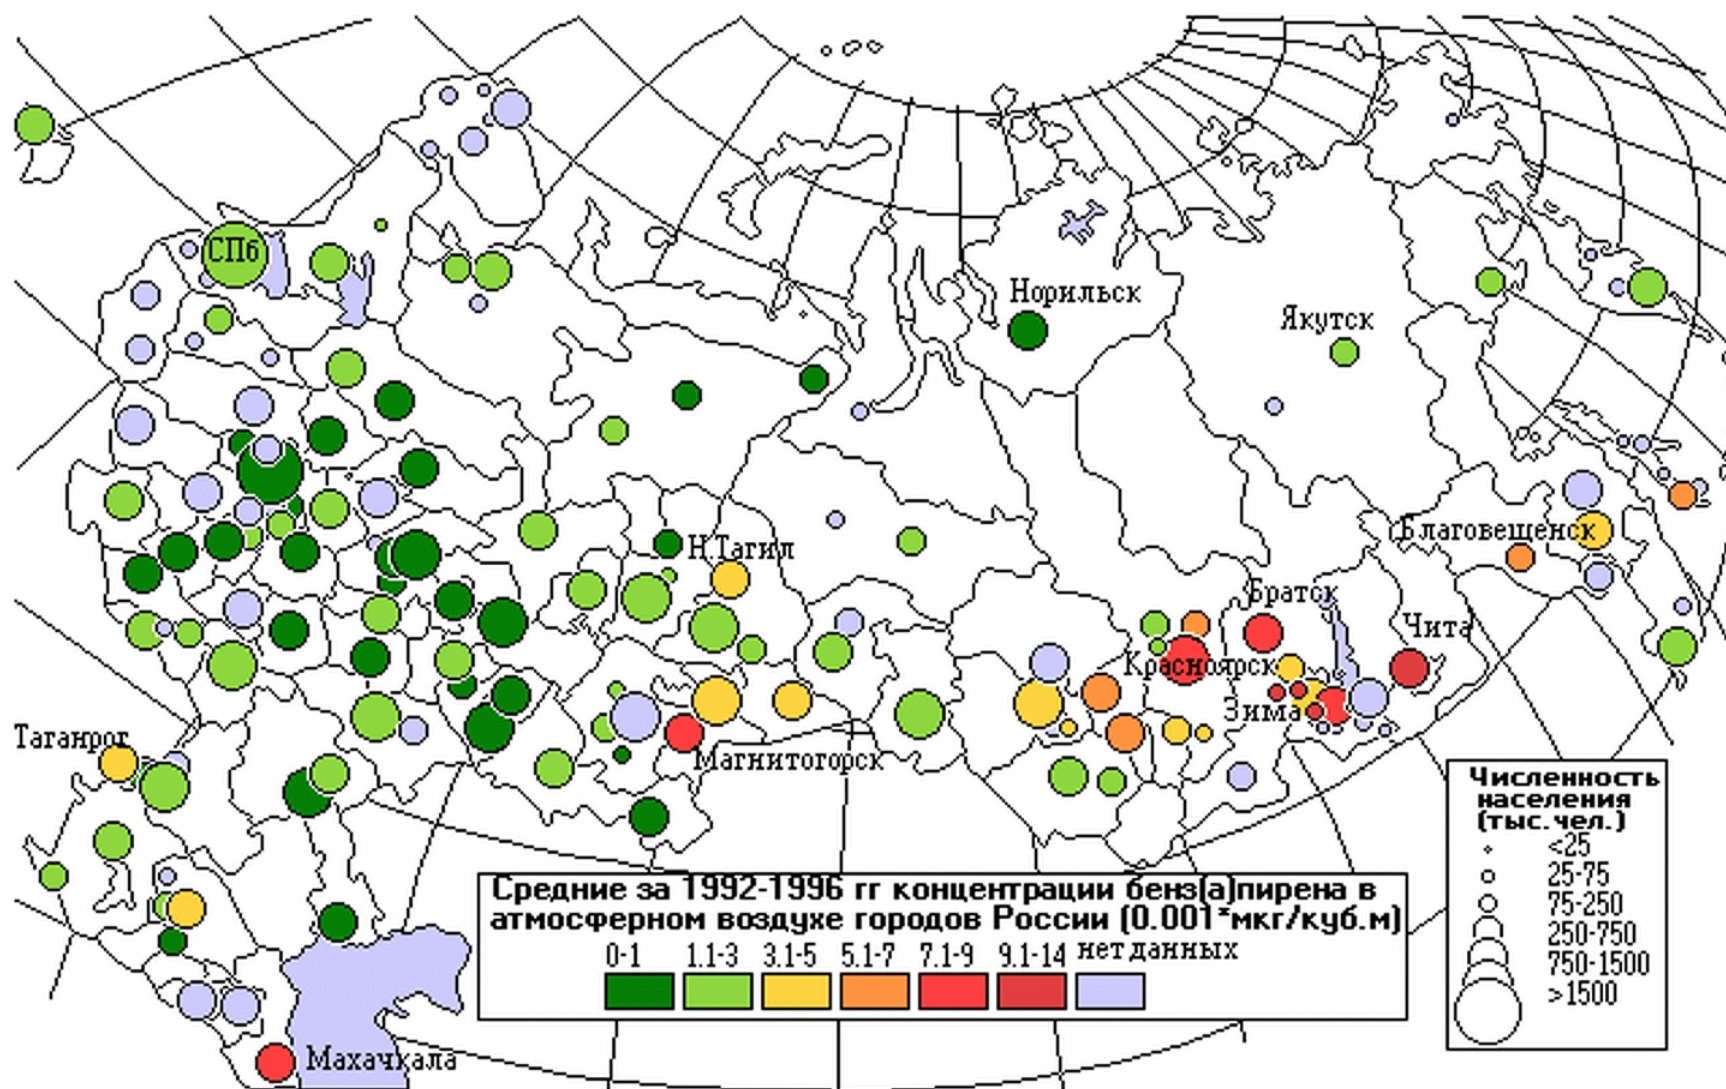 СПб
Норильск
Якутск
Н.Тагил
Благовещенск
Братск
Чита
Красноярск
Зима
Таганрог
Магнитогорск
Махачкала
Численность
населения
(тыс.чел.)
<25
25-75
75-250
250-750
750-1500
>1500
Средние за 1992-1996 гг концентрации бенз(а)пирена в
атмосферном воздухе городов России (0.001*мкг/куб.м)
0-1 1.1-3 3.1-5 5.1-7 7.1-9 9.1-14 нет данных